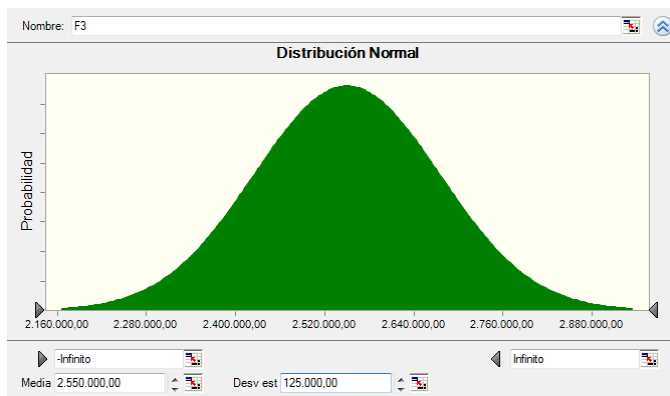 Nombre: F3
Distribución Normal
Probabilidad
2.160.000,00 2.280.000,00 2.400.000,00 2.520.000,00 2.640.000,00 2.760.000,00 2.880.000,00
-Infinito Infinito
Media 2.550.000,00 Desv est 125.000,00